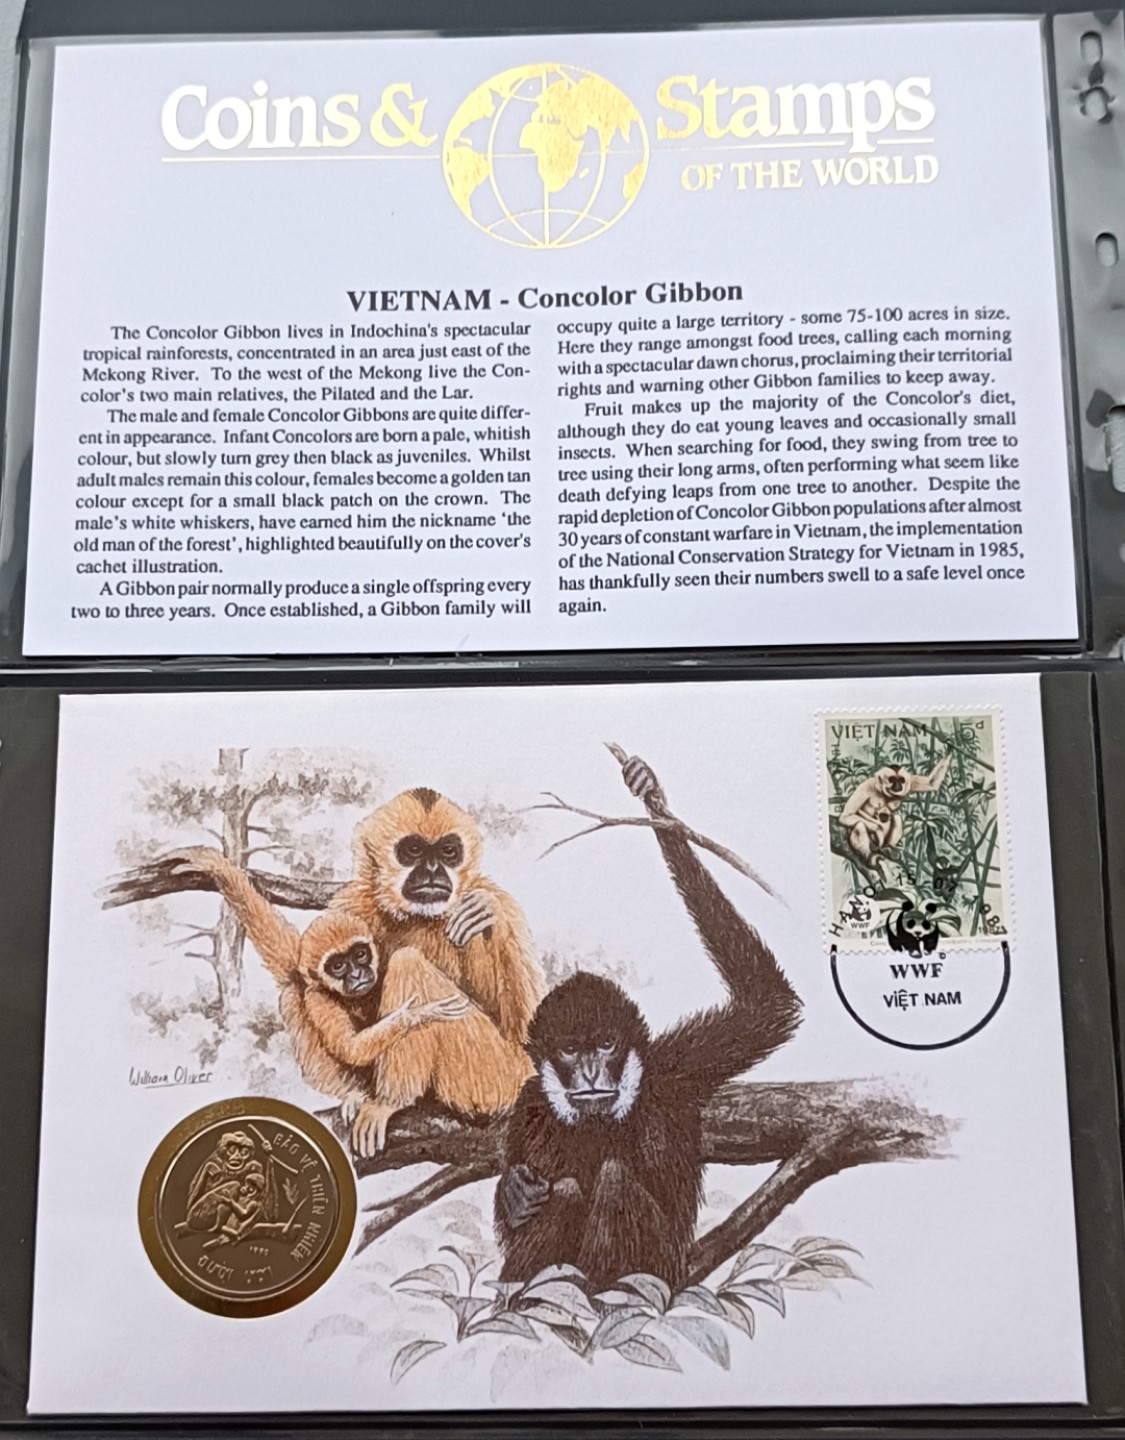 Coins & Stamps
OF THE WORLD
VIETNAM - Concolor Gibbon
The Concolor Gibbon lives in Indochina's spectacular
tropical rainforests, concentrated in an area just east of the
Mekong River. To the west of the Mekong live the Con-
color's two main relatives, the Pilated and the Lar.
The male and female Concolor Gibbons are quite differ-
ent in appearance. Infant Concolors are born a pale, whitish
colour, but slowly turn grey then black as juveniles. Whilst
adult males remain this colour, females become a golden tan
colour except for a small black patch on the crown. The
male's white whiskers, have earned him the nickname 'the
old man of the forest', highlighted beautifully on the cover's
cachet illustration.
A Gibbon pair normally produce a single offspring every
two to three years. Once established, a Gibbon family will
occupy quite a large territory - some 75-100 acres in size.
Here they range amongst food trees, calling each morning
with a spectacular dawn chorus, proclaiming their territorial
rights and warning other Gibbon families to keep away.
Fruit makes up the majority of the Concolor's diet,
although they do eat young leaves and occasionally small
insects. When searching for food, they swing from tree to
tree using their long arms, often performing what seem like
death defying leaps from one tree to another. Despite the
rapid depletion of Concolor Gibbon populations after almost
30 years of constant warfare in Vietnam, the implementation
of the National Conservation Strategy for Vietnam in 1985,
has thankfully seen their numbers swell to a safe level once
again.
VIỆT NAM 5đ
WWF
HANOI 15 07
WWF
VIỆT NAM
William Oliver
BẢO VỆ THIÊN NHIÊN
ĐƯỜI ƯƠI